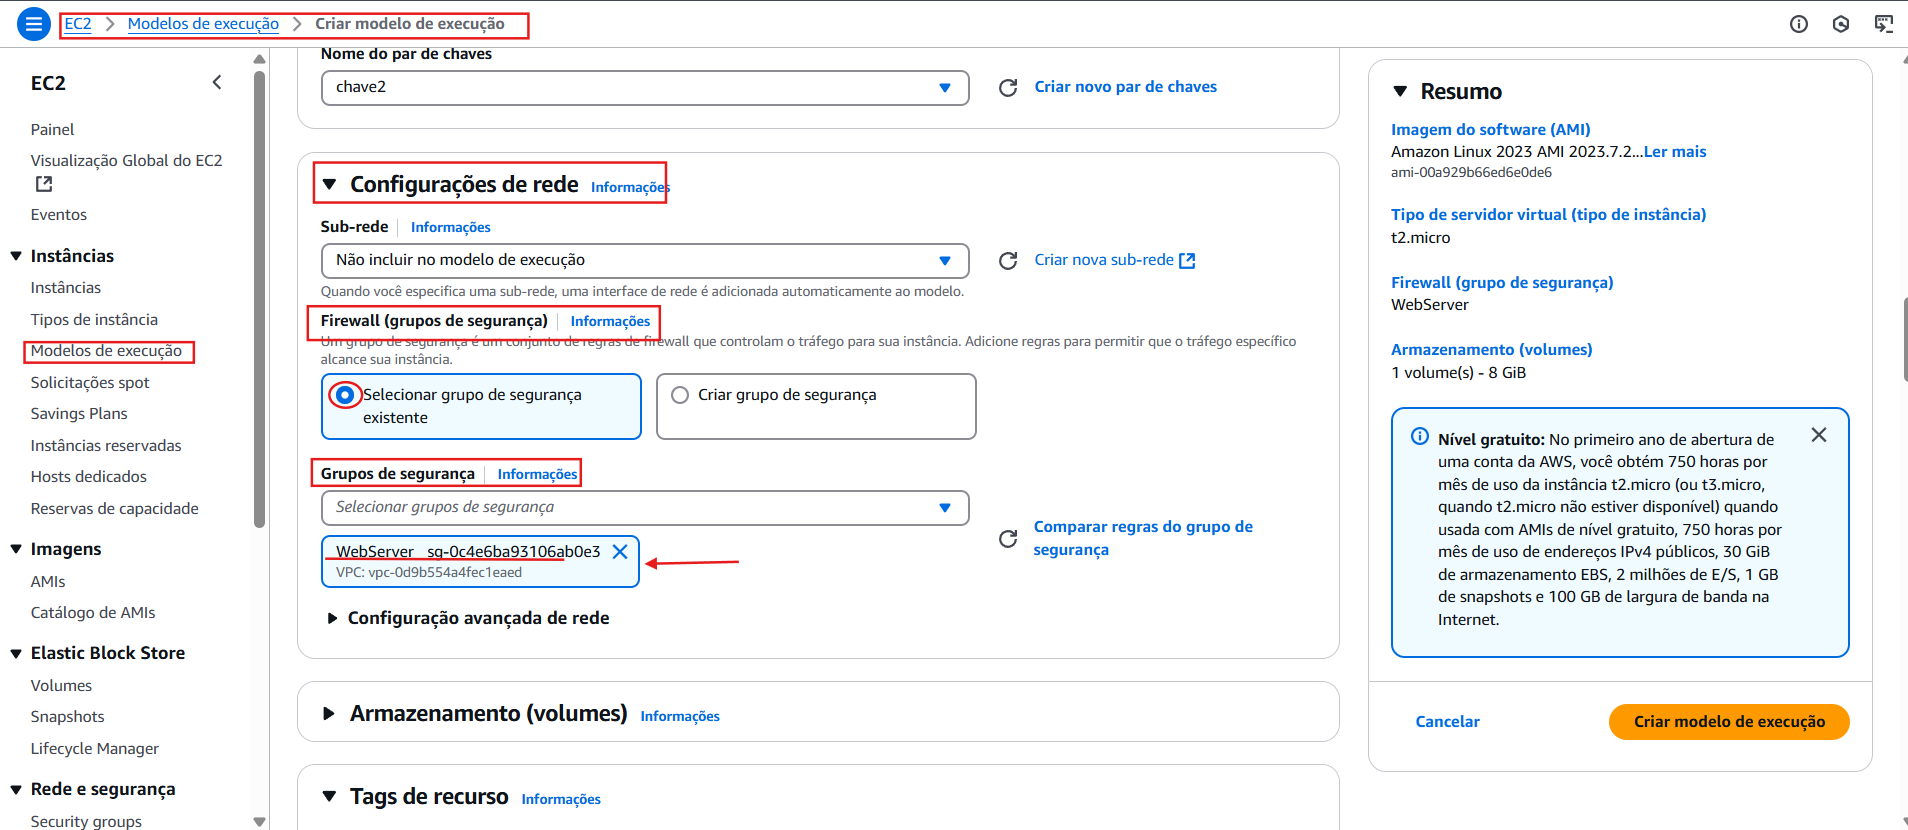 EC2 > Modelos de execução > Criar modelo de execução
EC2
Painel
Visualização Global do EC2
Eventos
Instâncias
Instâncias
Tipos de instância
Modelos de execução
Solicitações spot
Savings Plans
Instâncias reservadas
Hosts dedicados
Reservas de capacidade
Imagens
AMIs
Catálogo de AMIs
Elastic Block Store
Volumes
Snapshots
Lifecycle Manager
Rede e segurança
Security groups
Nome do par de chaves
chave2
Criar novo par de chaves
Configurações de rede Informações
Sub-rede Informações
Não incluir no modelo de execução
Criar nova sub-rede
Quando você especifica uma sub-rede, uma interface de rede é adicionada automaticamente ao modelo.
Firewall (grupos de segurança) Informações
Um grupo de segurança é um conjunto de regras de firewall que controlam o tráfego para sua instância. Adicione regras para permitir que o tráfego específico
alcance sua instância.
Selecionar grupo de segurança
existente
Criar grupo de segurança
Grupos de segurança Informações
Selecionar grupos de segurança
WebServer sg-0c4e6ba93106ab0e3
VPC: vpc-0d9b554a4fec1eaed
Comparar regras do grupo de
segurança
Configuração avançada de rede
Armazenamento (volumes) Informações
Tags de recurso Informações
Resumo
Imagem do software (AMI)
Amazon Linux 2023 AMI 2023.7.2...Ler mais
ami-00a929b66ed6e0de6
Tipo de servidor virtual (tipo de instância)
t2.micro
Firewall (grupo de segurança)
WebServer
Armazenamento (volumes)
1 volume(s) - 8 GiB
Nível gratuito: No primeiro ano de abertura de
uma conta da AWS, você obtém 750 horas por
mês de uso da instância t2.micro (ou t3.micro,
quando t2.micro não estiver disponível) quando
usada com AMIs de nível gratuito, 750 horas por
mês de uso de endereços IPv4 públicos, 30 GiB
de armazenamento EBS, 2 milhões de E/S, 1 GB
de snapshots e 100 GB de largura de banda na
Internet.
Cancelar
Criar modelo de execução